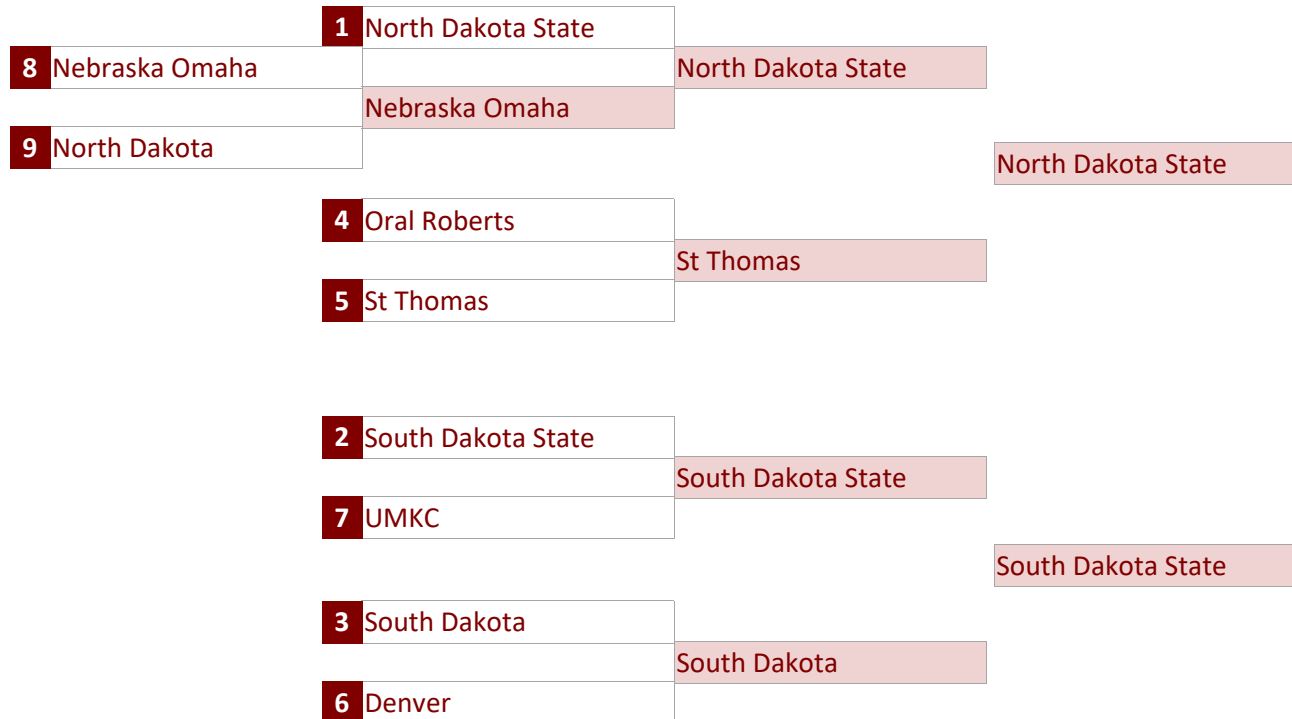 1 North Dakota State
8 Nebraska Omaha
North Dakota State
Nebraska Omaha
9 North Dakota
North Dakota State
4 Oral Roberts
St Thomas
5 St Thomas
2 South Dakota State
South Dakota State
7 UMKC
South Dakota State
3 South Dakota
South Dakota
6 Denver